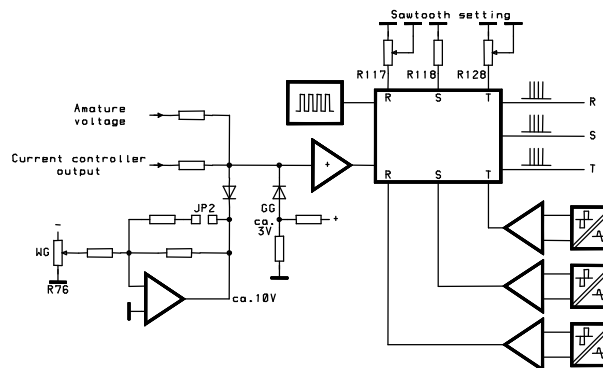 Sawtooth setting
R117 R118 R128
R S T
Amature
voltage
R
S
T
Current controller
output
+
R S T
JP2
GG
ca.
3V
+
-
WG
R76
ca.10V